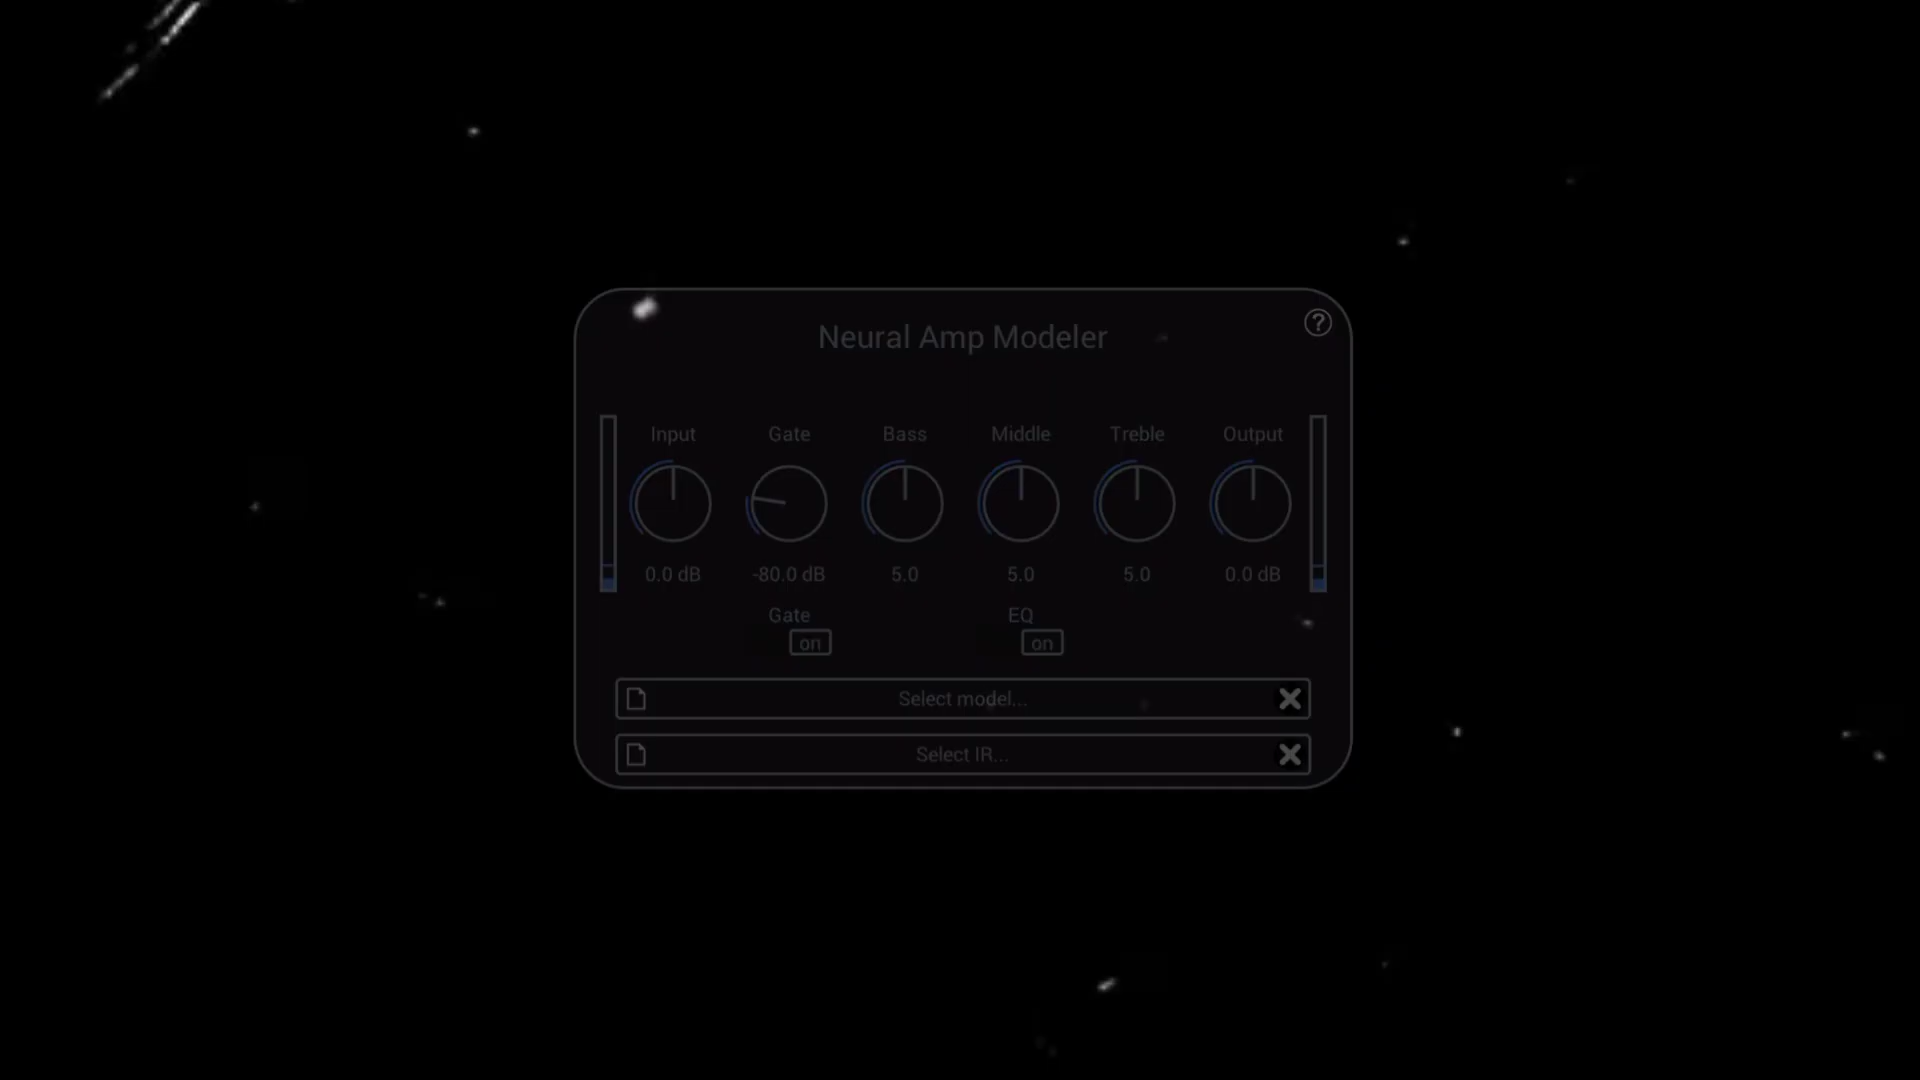 Neural Amp Modeler
?
Input Gate Bass Middle Treble Output
0.0 dB -80.0 dB 5.0 5.0 5.0 0.0 dB
Gate EQ
on on
Select model...
Select IR...